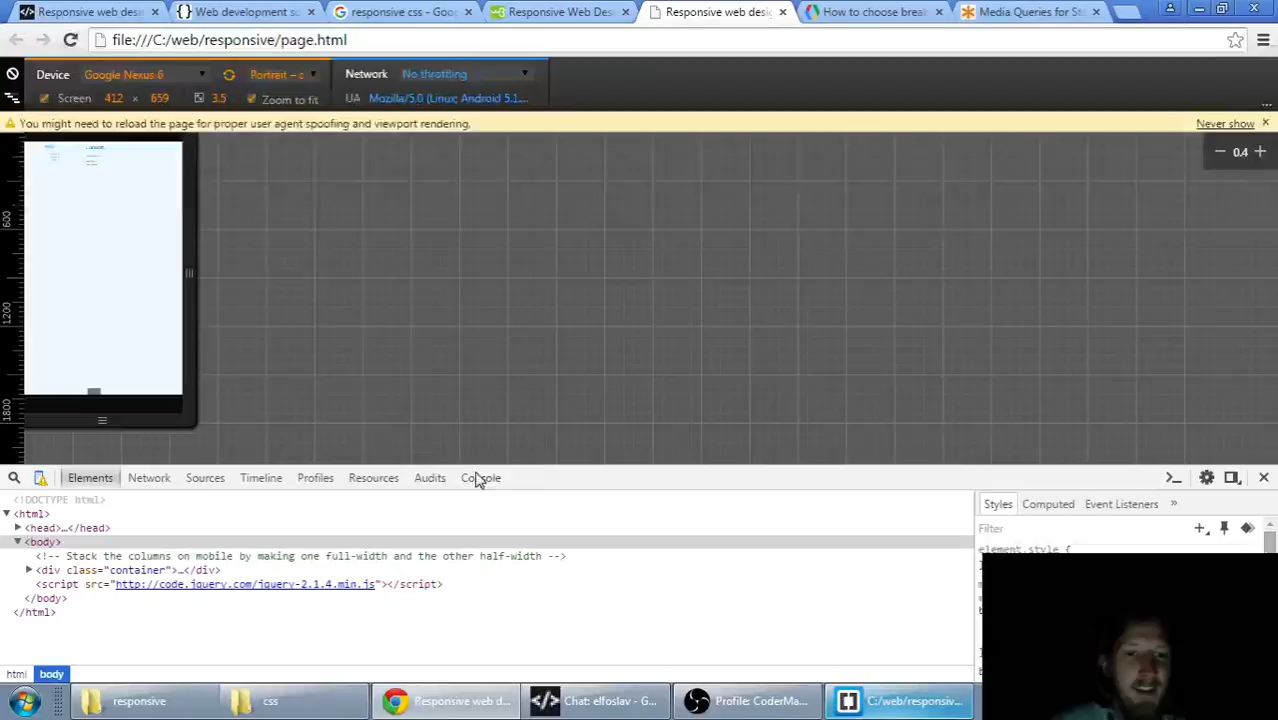 Responsive web desi
Web development so
responsive css - Goog
Responsive Web Des
Responsive web desig
How to choose breal
Media Queries for St
file:///C:/web/responsive/page.html
Device Google Nexus 6 Portrait – c Network No throttling
Screen 412 × 659 3.5 Zoom to fit UA Mozilla/5.0 (Linux; Android 5.1...
You might need to reload the page for proper user agent spoofing and viewport rendering. Never show
0.4
600
1200
1800
Elements Network Sources Timeline Profiles Resources Audits Console
<!DOCTYPE html>
<html>
<head>…</head>
<body>
<!-- Stack the columns on mobile by making one full-width and the other half-width -->
<div class="container">…</div>
<script src="http://code.jquery.com/jquery-2.1.4.min.js"></script>
</body>
</html>
Styles Computed Event Listeners »
Filter
element.style {
html body
responsive
css
Responsive web d...
Chat: elfoslav - G...
Profile: CoderMa...
C:/web/responsiv...